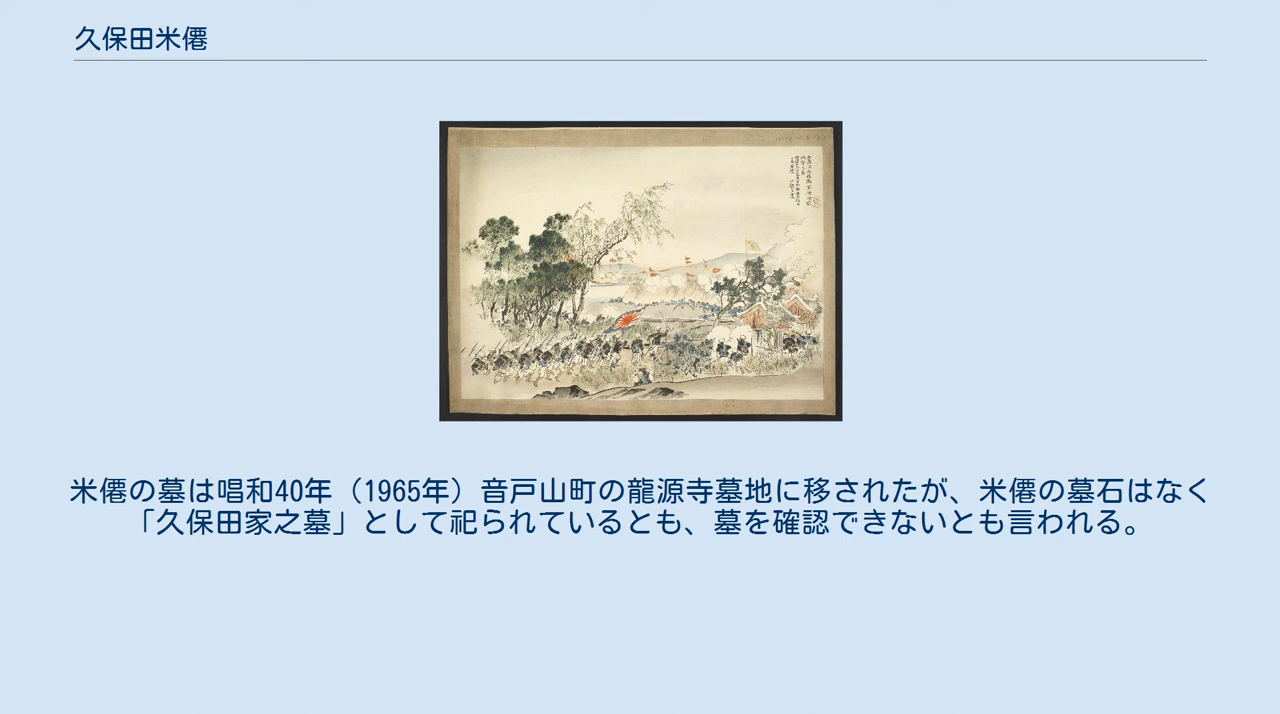 久保田米僊
米僊の墓は唱和40年（1965年）音戸山町の龍源寺墓地に移されたが、米僊の墓石はなく
「久保田家之墓」として祀られているとも、墓を確認できないとも言われる。